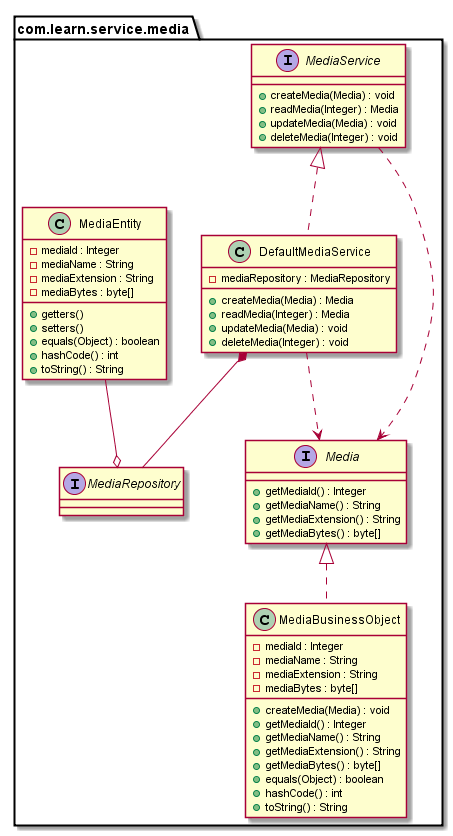 com.learn.service.media
I MediaService
createMedia(Media) : void
readMedia(Integer) : Media
updateMedia(Media) : void
deleteMedia(Integer) : void
C MediaEntity
mediaId : Integer
mediaName : String
mediaExtension : String
mediaBytes : byte[]
getters()
setters()
equals(Object) : boolean
hashCode() : int
toString() : String
C DefaultMediaService
mediaRepository : MediaRepository
createMedia(Media) : Media
readMedia(Integer) : Media
updateMedia(Media) : void
deleteMedia(Integer) : void
I MediaRepository
I Media
getMediaId() : Integer
getMediaName() : String
getMediaExtension() : String
getMediaBytes() : byte[]
C MediaBusinessObject
mediaId : Integer
mediaName : String
mediaExtension : String
mediaBytes : byte[]
createMedia(Media) : void
getMediaId() : Integer
getMediaName() : String
getMediaExtension() : String
getMediaBytes() : byte[]
equals(Object) : boolean
hashCode() : int
toString() : String